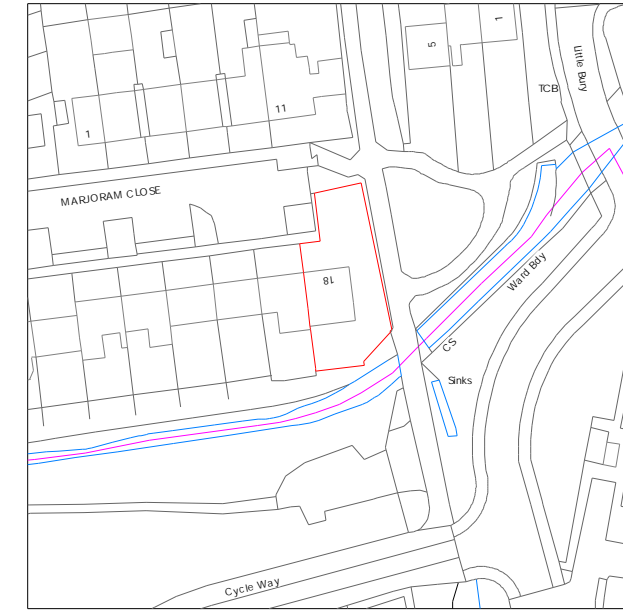 1
5
Little Bury
TCB
11
1
MARJORAM CLOSE
18
Ward Bdy
CS
Sinks
Cycle Way